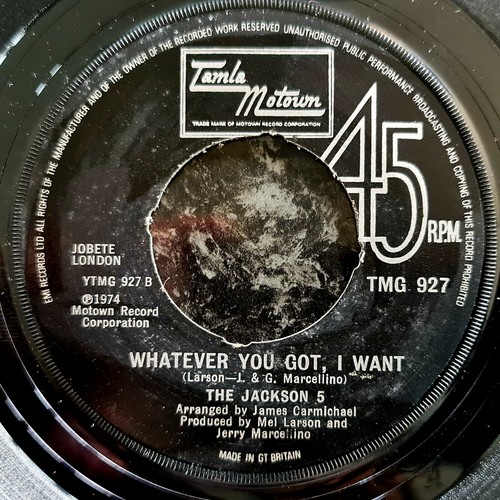 EMI RECORDS LTD ALL RIGHTS OF THE MANUFACTURER AND OF THE OWNER OF THE RECORDED WORK RESERVED UNAUTHORISED PUBLIC PERFORMANCE BROADCASTING AND COPYING OF THIS RECORD PROHIBITED
Tamla
Motown
TRADE MARK OF MOTOWN RECORD CORPORATION
45
R.P.M.
JOBETE
LONDON
YTMG 927 B
TMG 927
℗1974
Motown Record
Corporation
WHATEVER YOU GOT, I WANT
(Larson—J. & G. Marcellino)
THE JACKSON 5
Arranged by James Carmichael
Produced by Mel Larson and
Jerry Marcellino
MADE IN GT BRITAIN